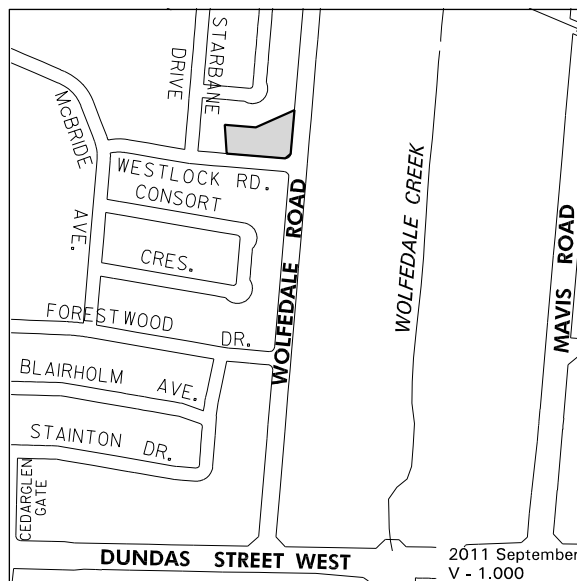 STARBANE
DRIVE
McBRIDE
AVE.
WESTLOCK RD.
CONSORT
CRES.
WOLFEDALE ROAD
WOLFEDALE CREEK
MAVIS ROAD
FORESTWOOD DR.
BLAIRHOLM AVE.
STAINTON DR.
CEDARGLEN
GATE
DUNDAS STREET WEST
2011 September
V - 1.000